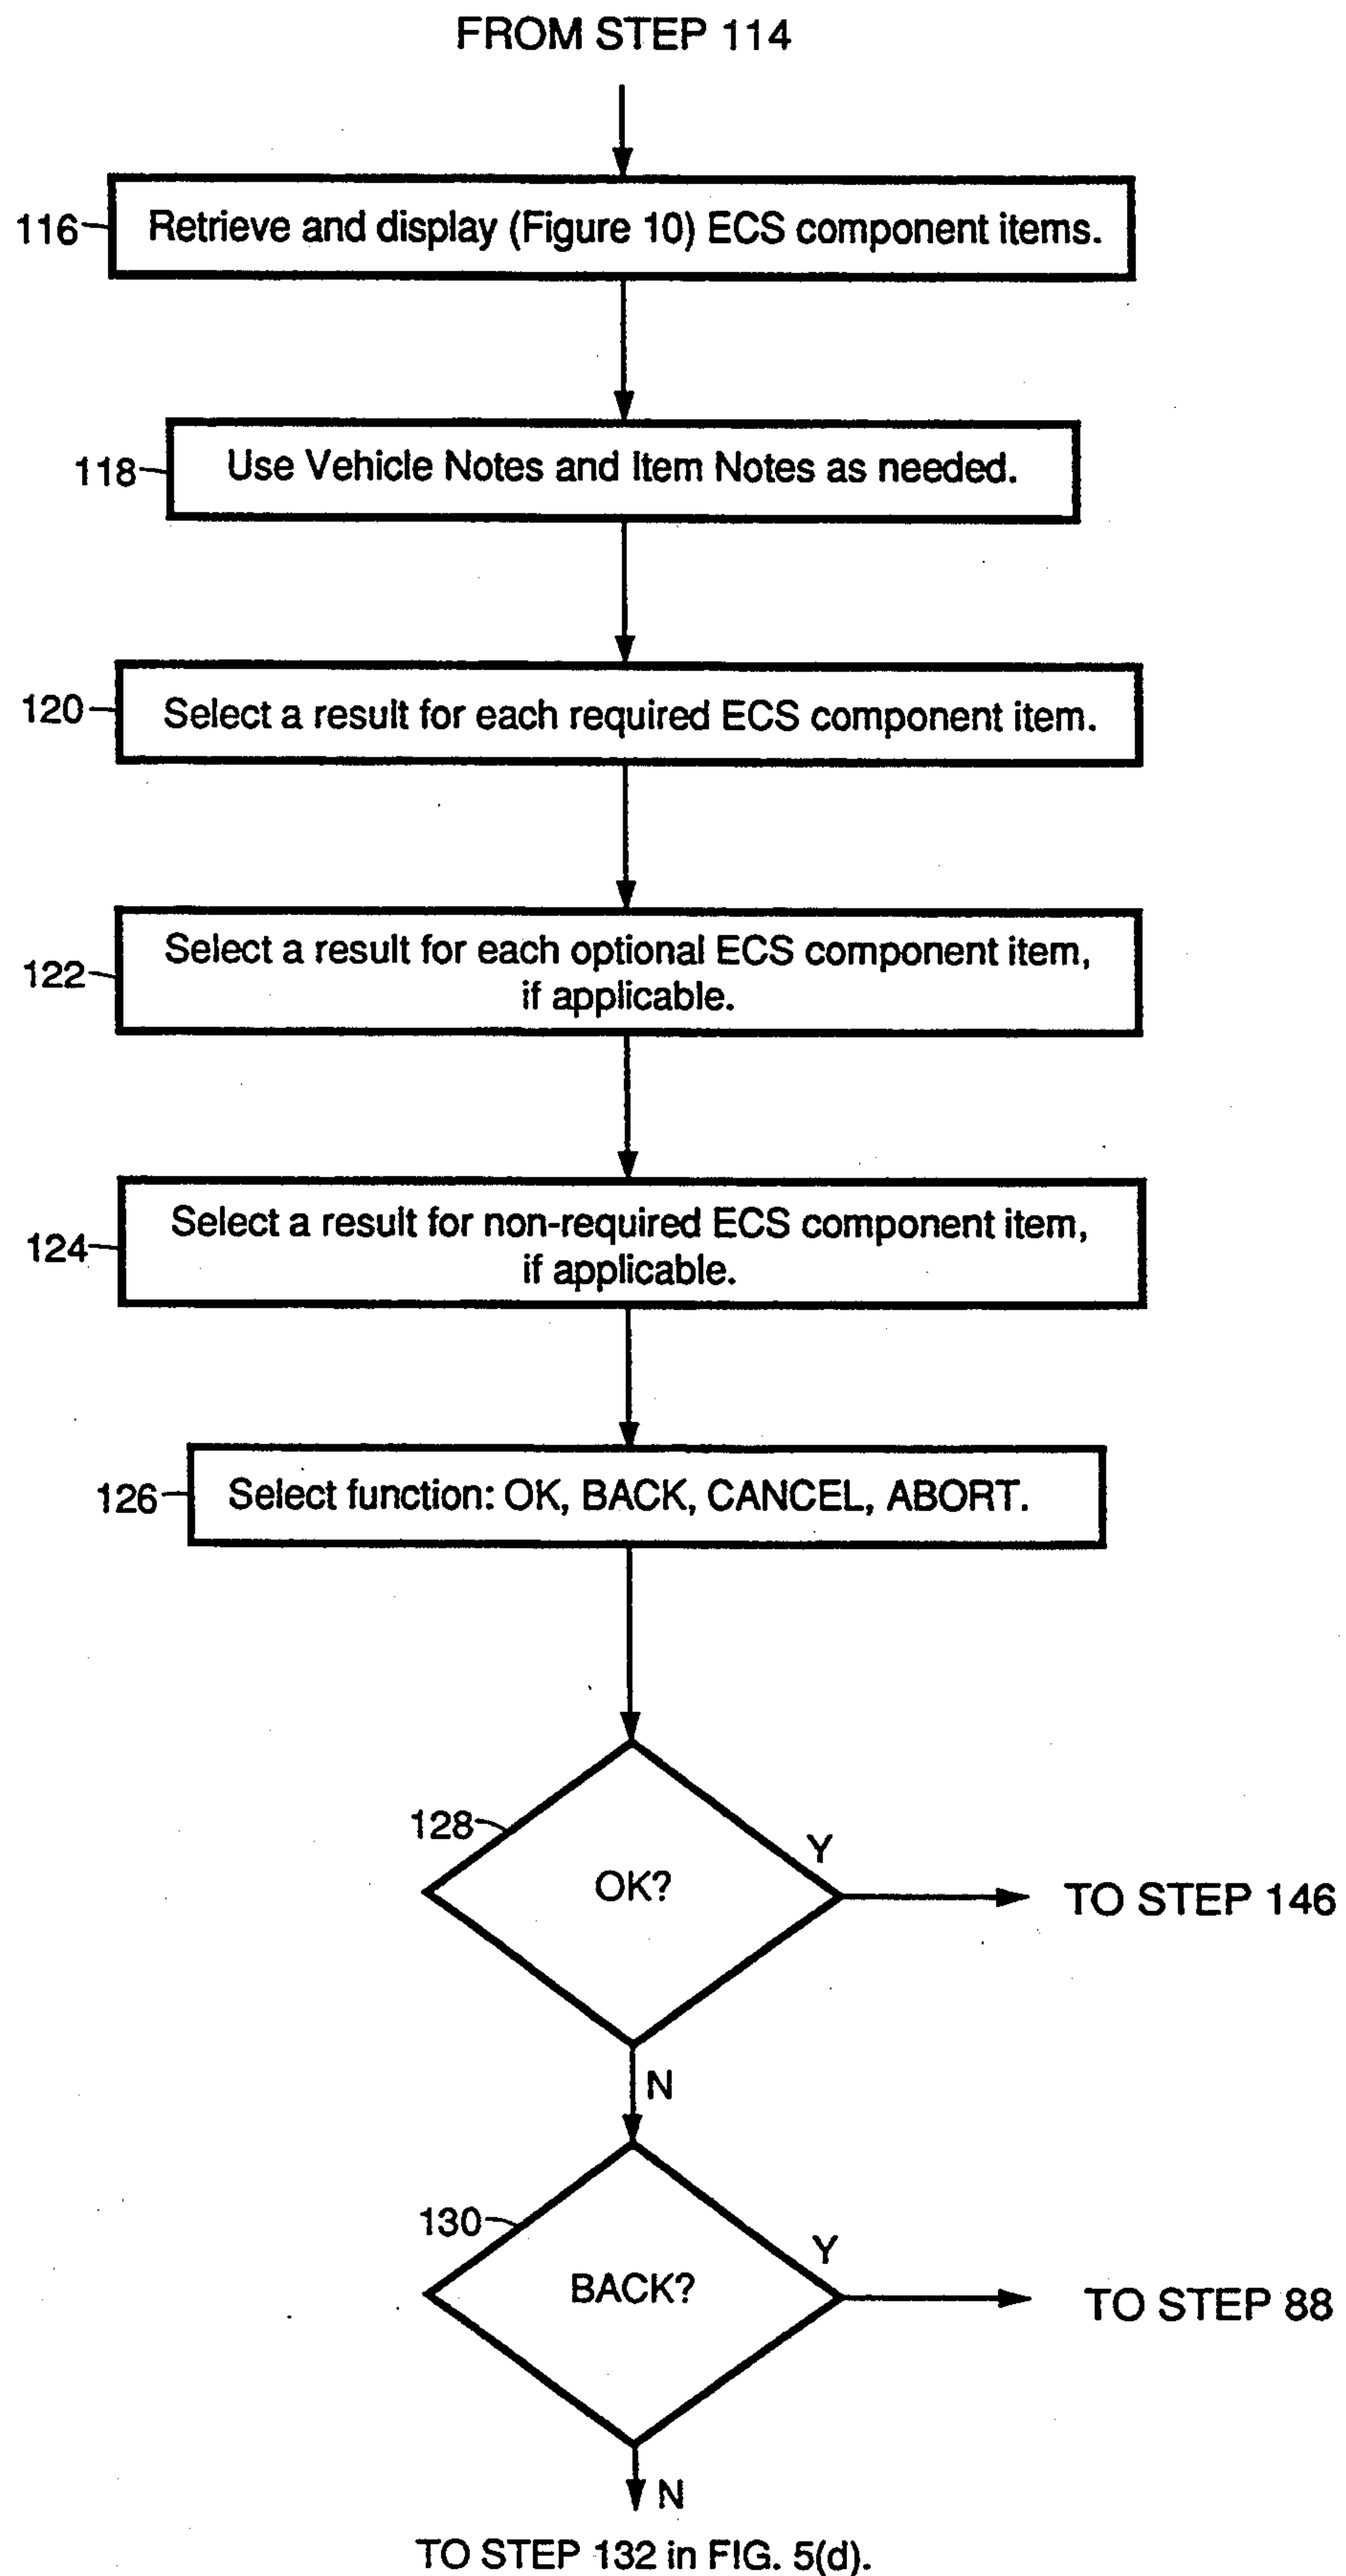 FROM STEP 114
116
Retrieve and display (Figure 10) ECS component items.
118
Use Vehicle Notes and Item Notes as needed.
120
Select a result for each required ECS component item.
122
Select a result for each optional ECS component item,
if applicable.
124
Select a result for non-required ECS component item,
if applicable.
126
Select function: OK, BACK, CANCEL, ABORT.
128
OK?
Y
TO STEP 146
N
130
BACK?
Y
TO STEP 88
N
TO STEP 132 in FIG. 5(d).